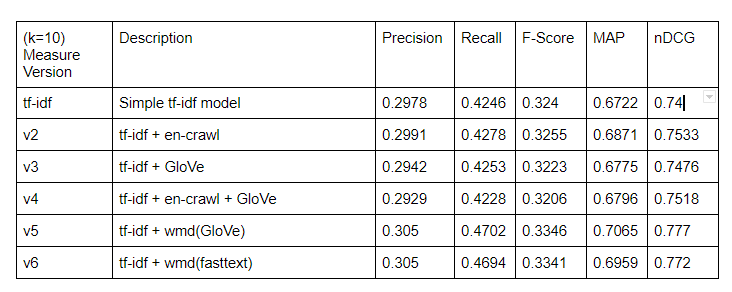 (k=10) Measure Version Description Precision Recall F-Score MAP nDCG
tf-idf Simple tf-idf model 0.2978 0.4246 0.324 0.6722 0.74
v2 tf-idf + en-crawl 0.2991 0.4278 0.3255 0.6871 0.7533
v3 tf-idf + GloVe 0.2942 0.4253 0.3223 0.6775 0.7476
v4 tf-idf + en-crawl + GloVe 0.2929 0.4228 0.3206 0.6796 0.7518
v5 tf-idf + wmd(GloVe) 0.305 0.4702 0.3346 0.7065 0.777
v6 tf-idf + wmd(fasttext) 0.305 0.4694 0.3341 0.6959 0.772